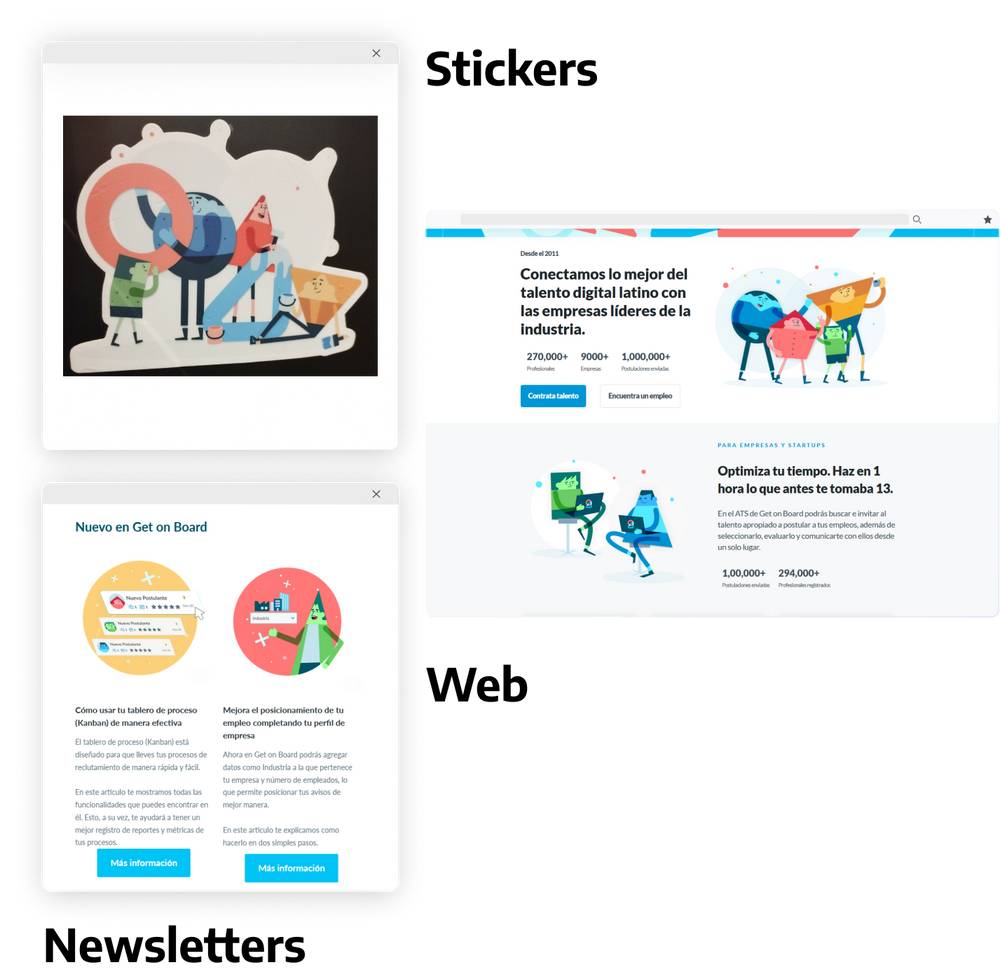 Stickers
Desde el 2011
Conectamos lo mejor del
talento digital latino con
las empresas líderes de la
industria.
270,000+ 9000+ 1,000,000+
Profesionales Empresas Postulaciones enviadas
Contrata talento Encuentra un empleo
PARA EMPRESAS Y STARTUPS
Optimiza tu tiempo. Haz en 1
hora lo que antes te tomaba 13.
En el ATS de Get on Board podrás buscar e invitar al
talento apropiado a postular a tus empleos, además de
seleccionarlo, evaluarlo y comunicarte con ellos desde
un solo lugar.
1,00,000+ 294,000+
Postulaciones enviadas Profesionales registrados
Web
Nuevo en Get on Board
Nuevo Postulante
Nuevo Postulante
Nuevo Postulante
Industria
Cómo usar tu tablero de proceso
(Kanban) de manera efectiva
El tablero de proceso (Kanban) está
diseñado para que lleves tus procesos de
reclutamiento de manera rápida y fácil.
En este artículo te mostramos todas las
funcionalidades que puedes encontrar en
él. Esto, a su vez, te ayudará a tener un
mejor registro de reportes y métricas de
tus procesos.
Más información
Mejora el posicionamiento de tu
empleo completando tu perfil de
empresa
Ahora en Get on Board podrás agregar
datos como Industria a la que pertenece
tu empresa y número de empleados, lo
que permite posicionar tus avisos de
mejor manera.
En este artículo te explicamos como
hacerlo en dos simples pasos.
Más información
Newsletters